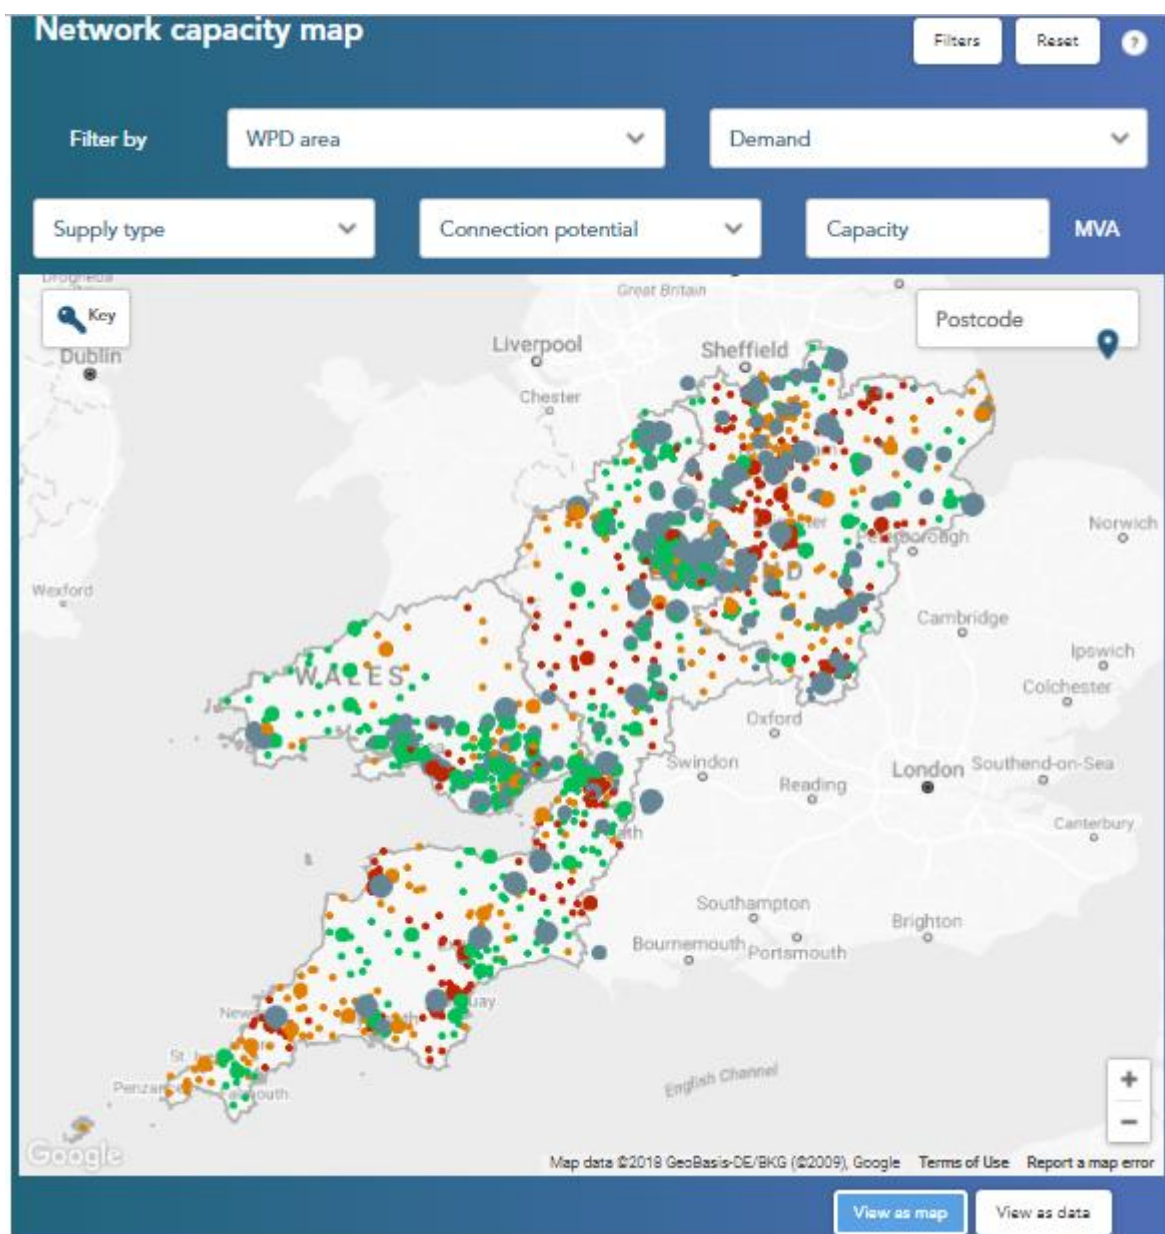 Network capacity map
Filters
Reset
?
Filter by
WPD area
Demand
Supply type
Connection potential
Capacity
MVA
Drogheda
Great Britain
Key
Postcode
Dublin
Liverpool
Sheffield
Chester
Norwich
Peterborough
Wexford
Cambridge
Ipswich
WALES
Colchester
Oxford
Swindon
London
Southend-on-Sea
Reading
Canterbury
Southampton
Brighton
Bournemouth
Portsmouth
English Channel
Google
Map data ©2018 GeoBasis-DE/BKG (©2009), Google
Terms of Use
Report a map error
+
−
View as map
View as data